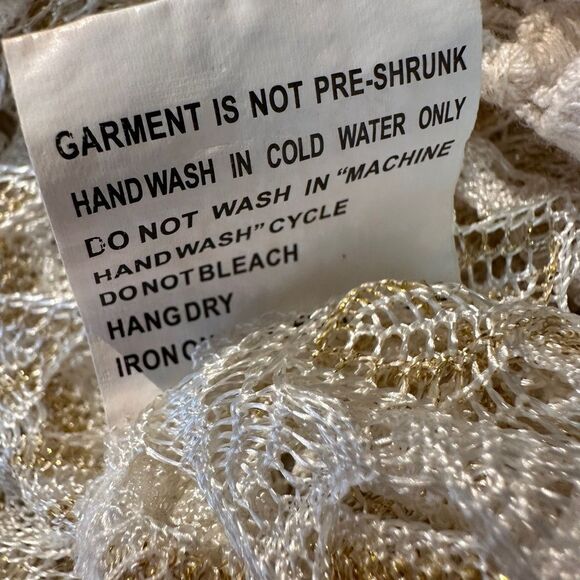 GARMENT IS NOT PRE-SHRUNK
HANDWASH IN COLD WATER ONLY
DO NOT WASH IN "MACHINE
HANDWASH" CYCLE
DO NOT BLEACH
HANG DRY
IRON